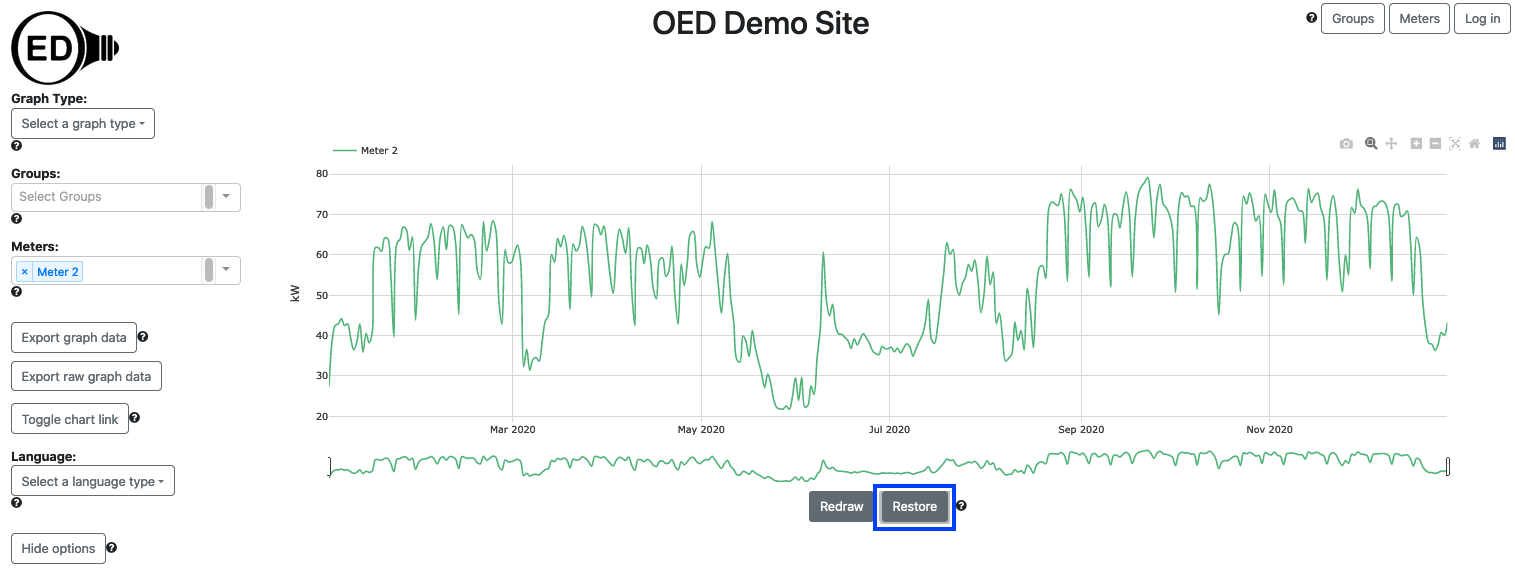 OED Demo Site
Groups
Meters
Log in
ED
Graph Type:
Select a graph type
Groups:
Select Groups
Meters:
× Meter 2
Export graph data
Export raw graph data
Toggle chart link
Language:
Select a language type
Hide options
Meter 2
kW
80
70
60
50
40
30
20
Mar 2020
May 2020
Jul 2020
Sep 2020
Nov 2020
Redraw
Restore